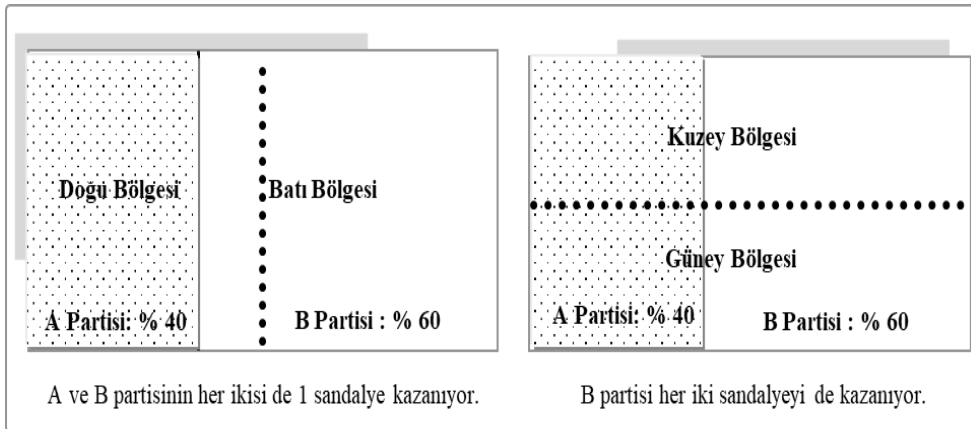 Doğu Bölgesi
Batı Bölgesi
A Partisi: % 40
B Partisi : % 60
A ve B partisinin her ikisi de 1 sandalye kazanıyor.
Kuzey Bölgesi
Güney Bölgesi
A Partisi: % 40
B Partisi : % 60
B partisi her iki sandalyeyi de kazanıyor.